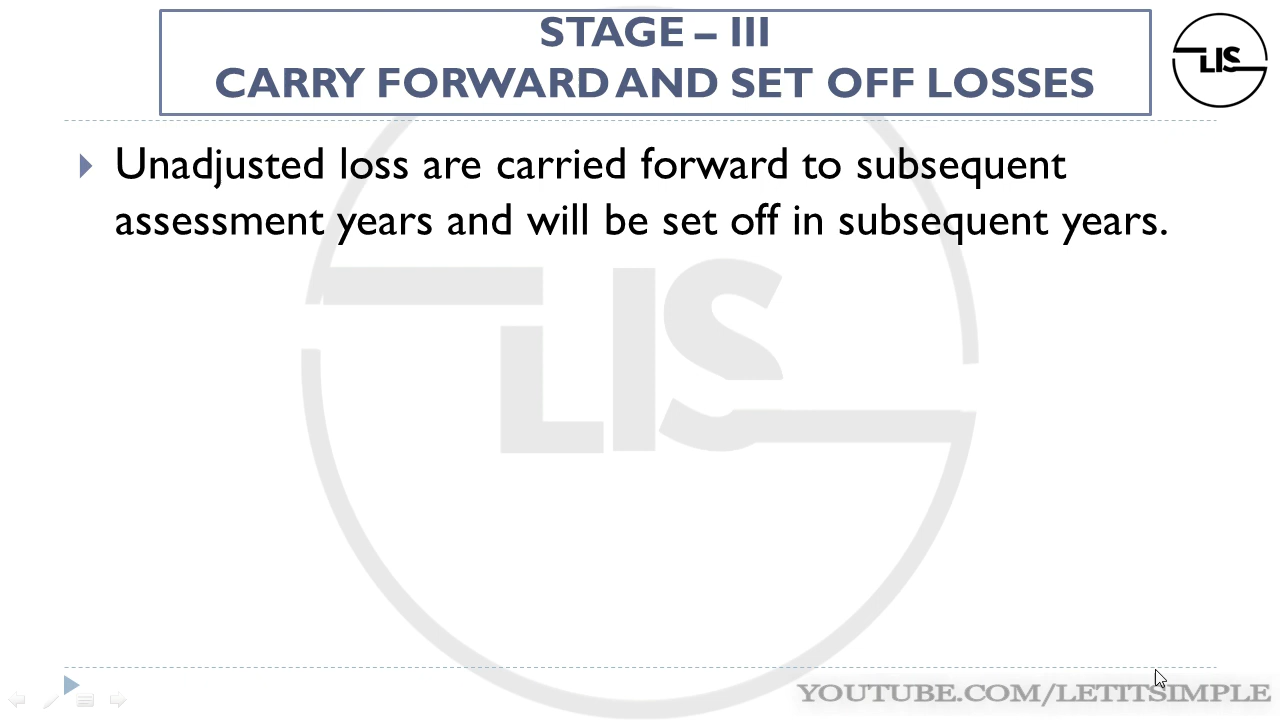 STAGE – III
CARRY FORWARD AND SET OFF LOSSES
LIS
Unadjusted loss are carried forward to subsequent
assessment years and will be set off in subsequent years.
LIS
YOUTUBE.COM/LETITSIMPLE